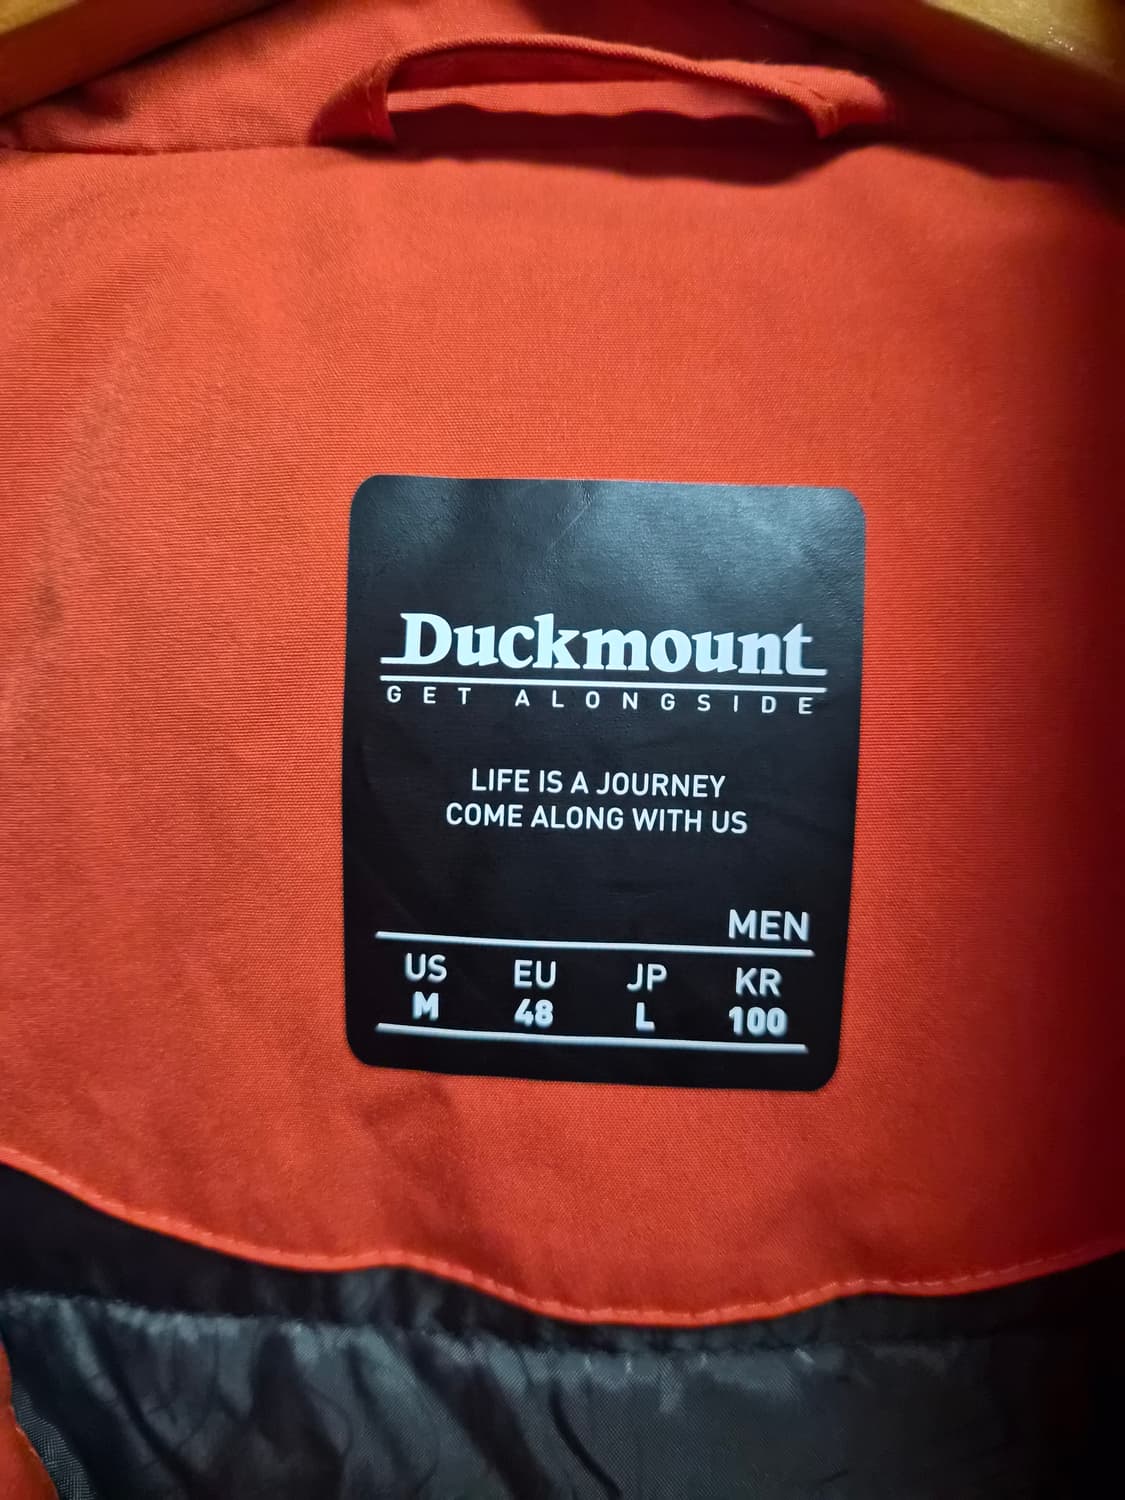 Duckmount
GET ALONGSIDE
LIFE IS A JOURNEY
COME ALONG WITH US
MEN
US EU JP KR
M 48 L 100